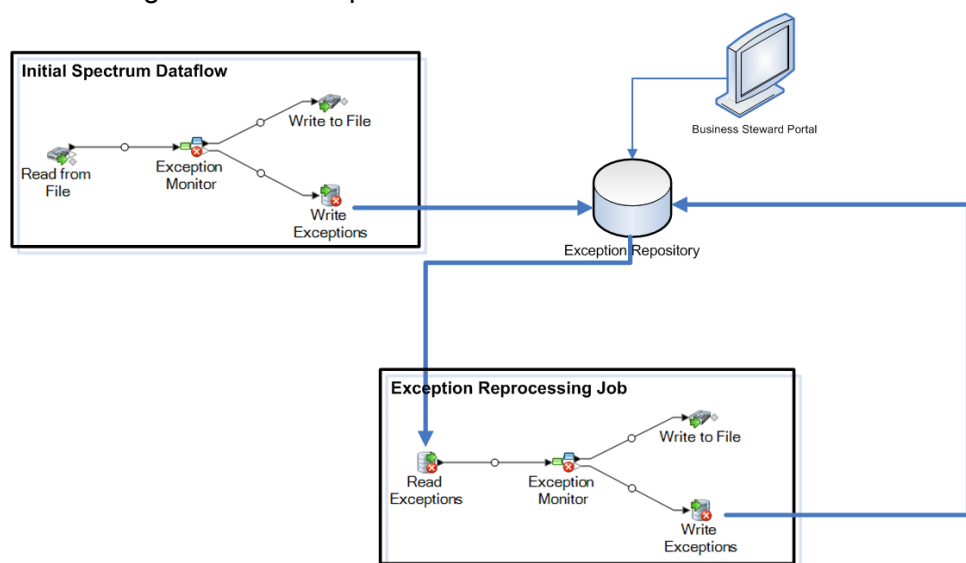 Initial Spectrum Dataflow
Write to File
Read from
File
Exception
Monitor
Write
Exceptions
Business Steward Portal
Exception Repository
Exception Reprocessing Job
Write to File
Read
Exceptions
Exception
Monitor
Write
Exceptions